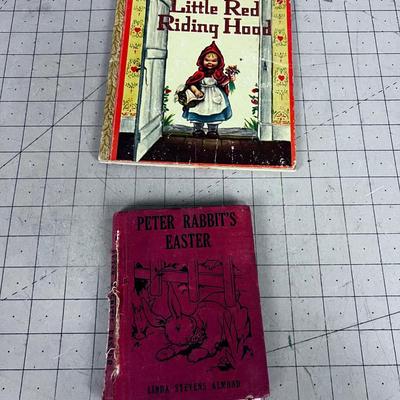 Little Red
Riding Hood
PETER RABBIT'S
EASTER
LINDA STEVENS ALMOND